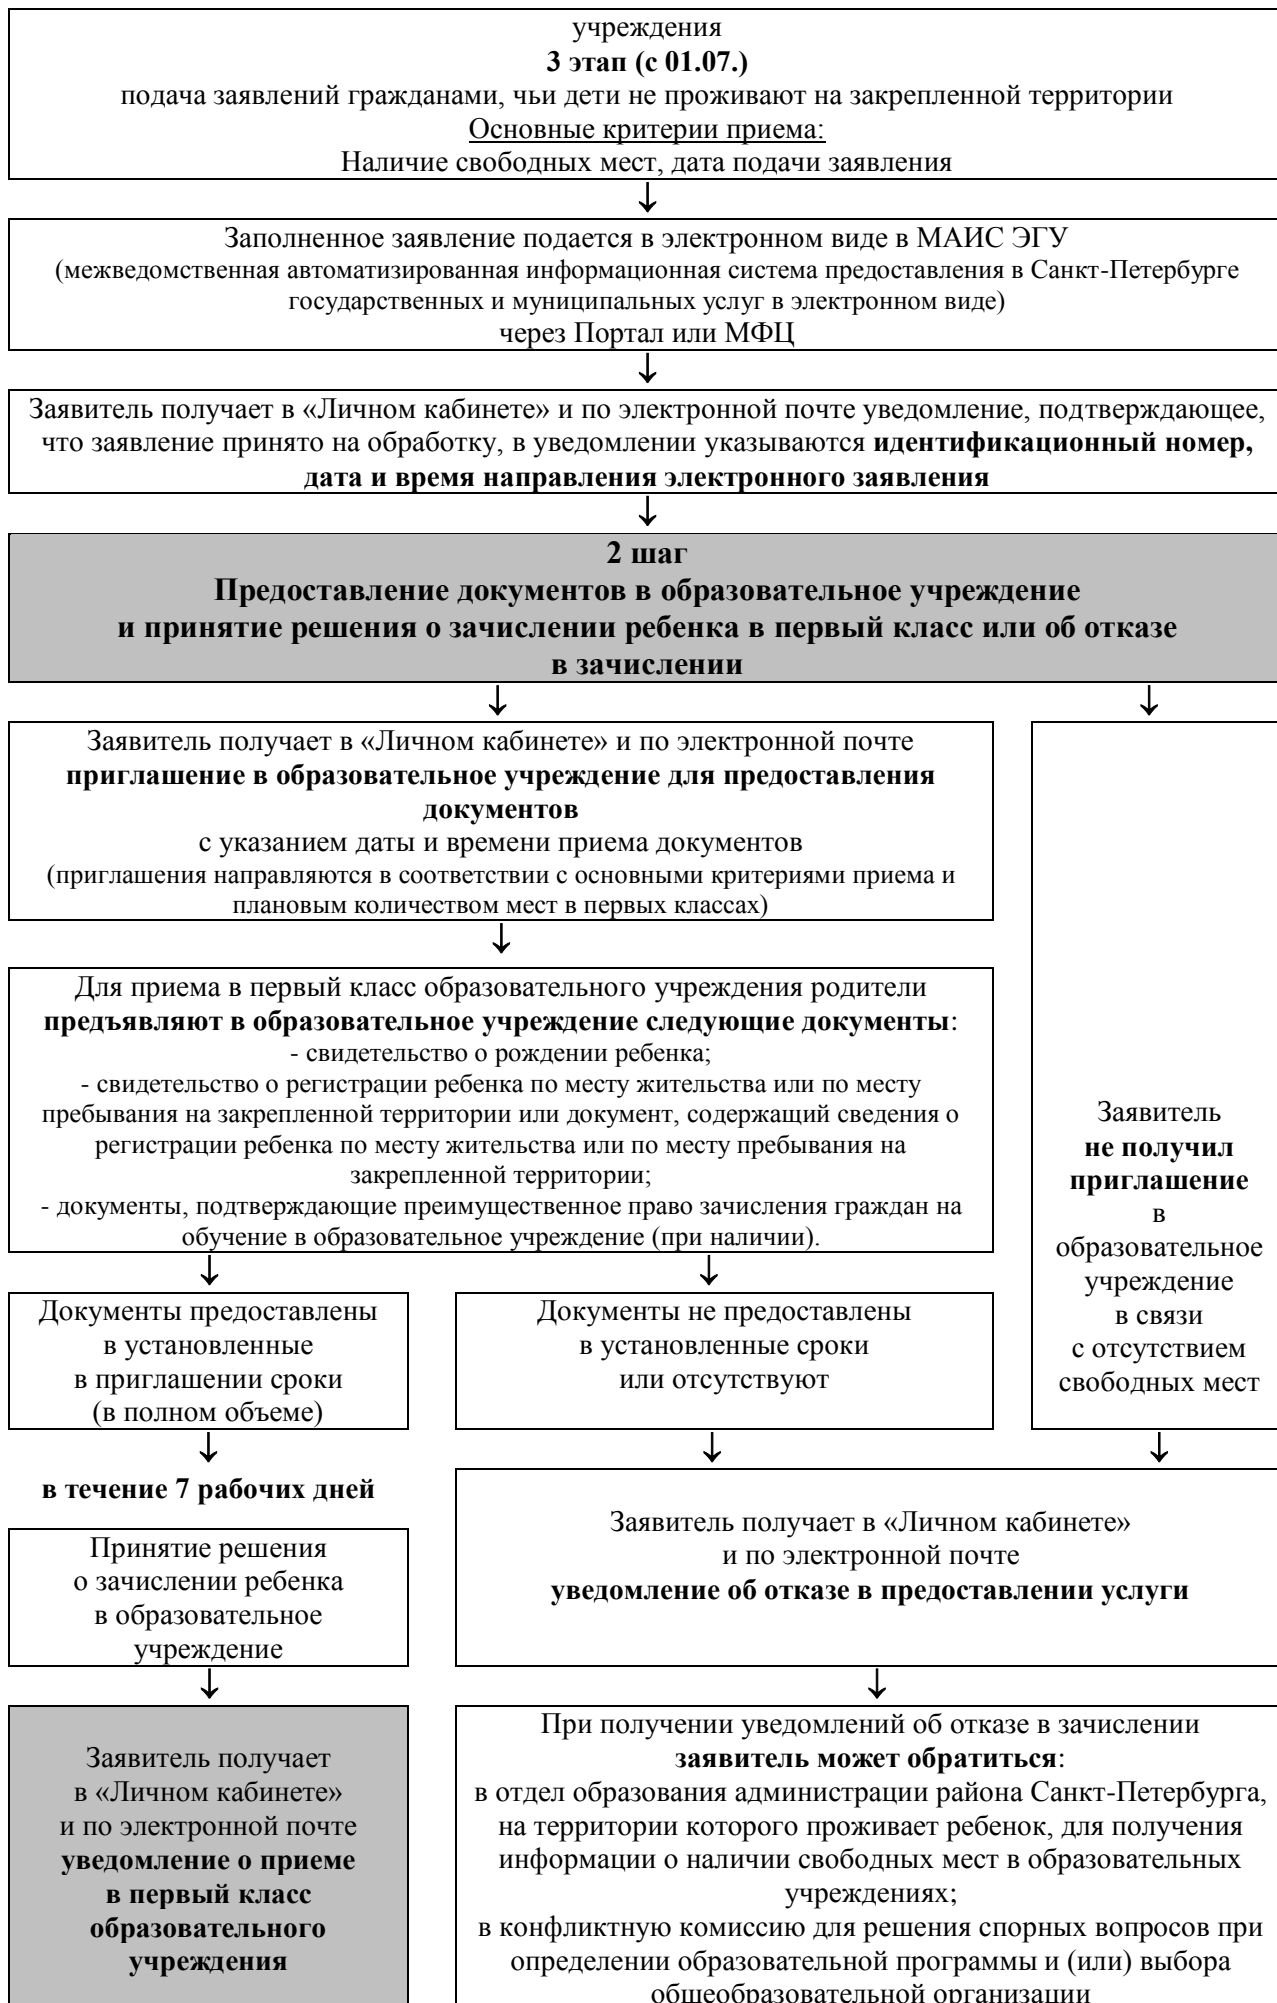 учреждения
3 этап (с 01.07.)
подача заявлений гражданами, чьи дети не проживают на закрепленной территории
Основные критерии приема:
Наличие свободных мест, дата подачи заявления
↓
Заполненное заявление подается в электронном виде в МАИС ЭГУ
(межведомственная автоматизированная информационная система предоставления в Санкт-Петербурге
государственных и муниципальных услуг в электронном виде)
через Портал или МФЦ
↓
Заявитель получает в «Личном кабинете» и по электронной почте уведомление, подтверждающее,
что заявление принято на обработку, в уведомлении указываются идентификационный номер,
дата и время направления электронного заявления
↓
2 шаг
Предоставление документов в образовательное учреждение
и принятие решения о зачислении ребенка в первый класс или об отказе
в зачислении
↓ ↓
Заявитель получает в «Личном кабинете» и по электронной почте
приглашение в образовательное учреждение для предоставления
документов
с указанием даты и времени приема документов
(приглашения направляются в соответствии с основными критериями приема и
плановым количеством мест в первых классах)
↓
Для приема в первый класс образовательного учреждения родители
предъявляют в образовательное учреждение следующие документы:
- свидетельство о рождении ребенка;
- свидетельство о регистрации ребенка по месту жительства или по месту
пребывания на закрепленной территории или документ, содержащий сведения о
регистрации ребенка по месту жительства или по месту пребывания на
закрепленной территории;
- документы, подтверждающие преимущественное право зачисления граждан на
обучение в образовательное учреждение (при наличии).
↓ ↓
Документы предоставлены
в установленные
в приглашении сроки
(в полном объеме)
Документы не предоставлены
в установленные сроки
или отсутствуют
Заявитель
не получил
приглашение
в
образовательное
учреждение
в связи
с отсутствием
свободных мест
↓ ↓ ↓
в течение 7 рабочих дней
Принятие решения
о зачислении ребенка
в образовательное
учреждение
Заявитель получает в «Личном кабинете»
и по электронной почте
уведомление об отказе в предоставлении услуги
↓ ↓
Заявитель получает
в «Личном кабинете»
и по электронной почте
уведомление о приеме
в первый класс
образовательного
учреждения
При получении уведомлений об отказе в зачислении
заявитель может обратиться:
в отдел образования администрации района Санкт-Петербурга,
на территории которого проживает ребенок, для получения
информации о наличии свободных мест в образовательных
учреждениях;
в конфликтную комиссию для решения спорных вопросов при
определении образовательной программы и (или) выбора
общеобразовательной организации